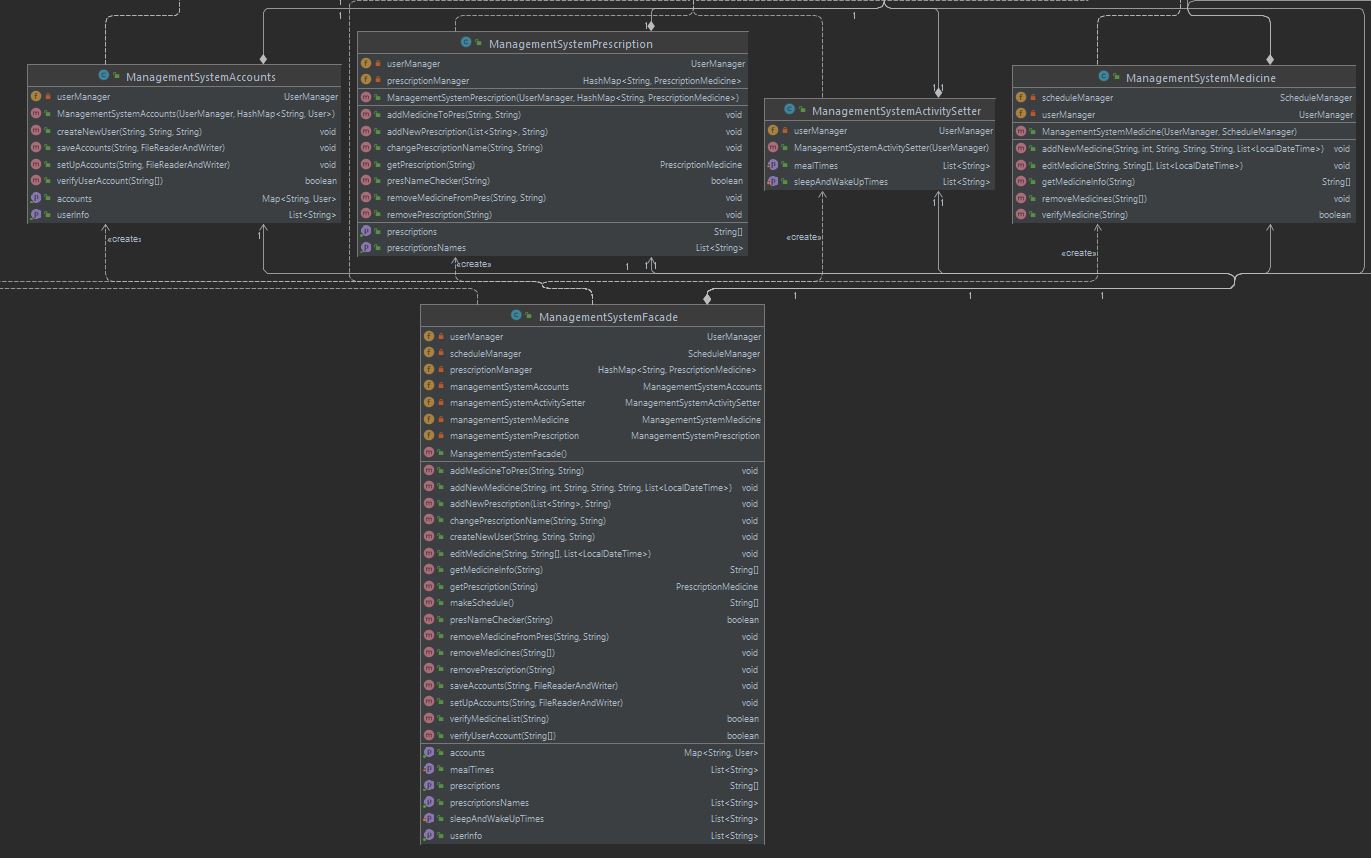 1
1
1
ManagementSystemPrescription
userManager UserManager
prescriptionManager HashMap<String, PrescriptionMedicine>
ManagementSystemPrescription(UserManager, HashMap<String, PrescriptionMedicine>)
addMedicineToPres(String, String) void
addNewPrescription(List<String>, String) void
changePrescriptionName(String, String) void
getPrescription(String) PrescriptionMedicine
presNameChecker(String) boolean
removeMedicineFromPres(String, String) void
removePrescription(String) void
prescriptions String[]
prescriptionsNames List<String>
ManagementSystemAccounts
userManager UserManager
ManagementSystemAccounts(UserManager, HashMap<String, User>)
createNewUser(String, String, String) void
saveAccounts(String, FileReaderAndWriter) void
setUpAccounts(String, FileReaderAndWriter) void
verifyUserAccount(String[]) boolean
accounts Map<String, User>
userInfo List<String>
1 1
ManagementSystemActivitySetter
userManager UserManager
ManagementSystemActivitySetter(UserManager)
mealTimes List<String>
sleepAndWakeUpTimes List<String>
1 1
ManagementSystemMedicine
scheduleManager ScheduleManager
userManager UserManager
ManagementSystemMedicine(UserManager, ScheduleManager)
addNewMedicine(String, int, String, String, String, List<LocalDateTime>) void
editMedicine(String, String[], List<LocalDateTime>) void
getMedicineInfo(String) String[]
removeMedicines(String[]) void
verifyMedicine(String) boolean
«create»
1
«create»
1
1 1
«create»
«create»
1
1
1
ManagementSystemFacade
userManager UserManager
scheduleManager ScheduleManager
prescriptionManager HashMap<String, PrescriptionMedicine>
managementSystemAccounts ManagementSystemAccounts
managementSystemActivitySetter ManagementSystemActivitySetter
managementSystemMedicine ManagementSystemMedicine
managementSystemPrescription ManagementSystemPrescription
ManagementSystemFacade()
addMedicineToPres(String, String) void
addNewMedicine(String, int, String, String, String, List<LocalDateTime>) void
addNewPrescription(List<String>, String) void
changePrescriptionName(String, String) void
createNewUser(String, String, String) void
editMedicine(String, String[], List<LocalDateTime>) void
getMedicineInfo(String) String[]
getPrescription(String) PrescriptionMedicine
makeSchedule() String[]
presNameChecker(String) boolean
removeMedicineFromPres(String, String) void
removeMedicines(String[]) void
removePrescription(String) void
saveAccounts(String, FileReaderAndWriter) void
setUpAccounts(String, FileReaderAndWriter) void
verifyMedicineList(String) boolean
verifyUserAccount(String[]) boolean
accounts Map<String, User>
mealTimes List<String>
prescriptions String[]
prescriptionsNames List<String>
sleepAndWakeUpTimes List<String>
userInfo List<String>